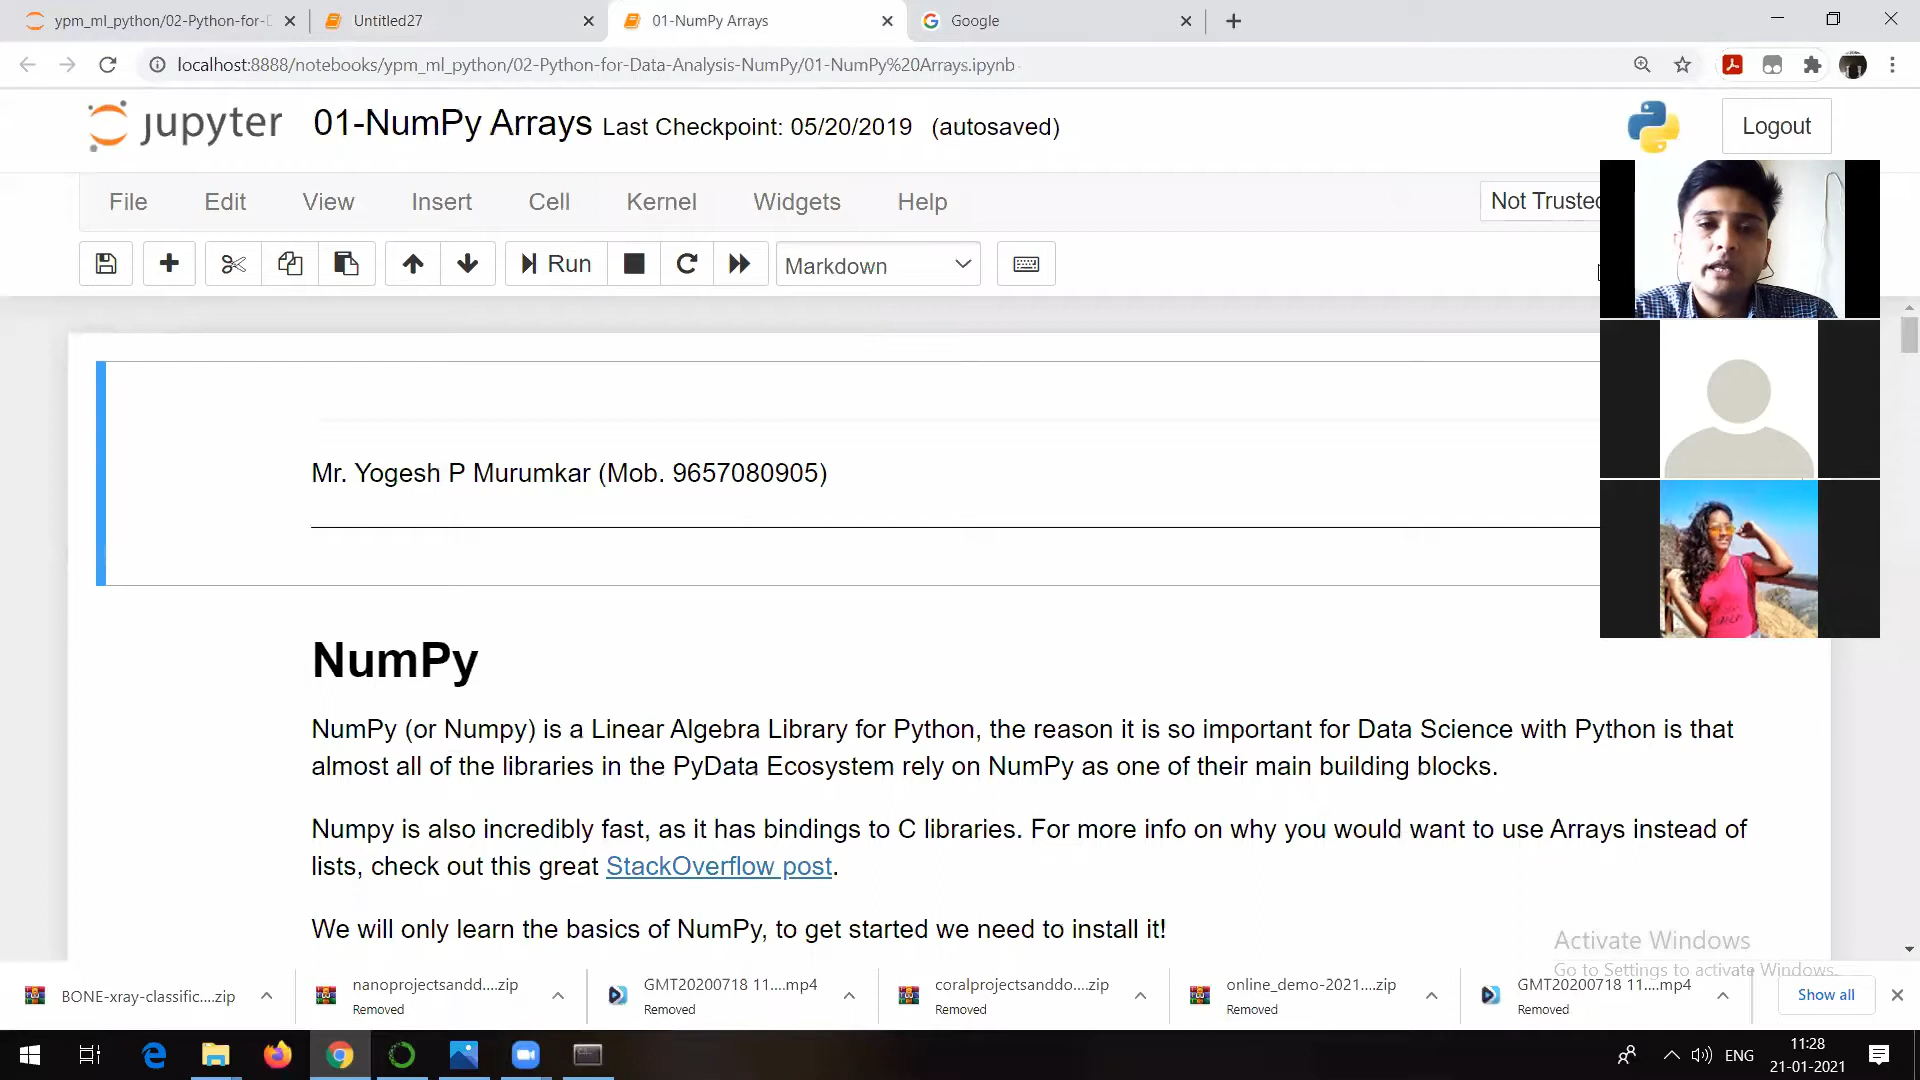 ypm_ml_python/02-Python-for-D
Untitled27
01-NumPy Arrays
Google
localhost:8888/notebooks/ypm_ml_python/02-Python-for-Data-Analysis-NumPy/01-NumPy%20Arrays.ipynb
jupyter 01-NumPy Arrays Last Checkpoint: 05/20/2019 (autosaved)
Logout
File Edit View Insert Cell Kernel Widgets Help
Not Trusted
Run
Markdown
Mr. Yogesh P Murumkar (Mob. 9657080905)
NumPy
NumPy (or Numpy) is a Linear Algebra Library for Python, the reason it is so important for Data Science with Python is that
almost all of the libraries in the PyData Ecosystem rely on NumPy as one of their main building blocks.
Numpy is also incredibly fast, as it has bindings to C libraries. For more info on why you would want to use Arrays instead of
lists, check out this great StackOverflow post.
We will only learn the basics of NumPy, to get started we need to install it!
Activate Windows
Go to Settings to activate Windows.
BONE-xray-classific....zip
nanoprojectsandd....zip
Removed
GMT20200718 11....mp4
Removed
coralprojectsanddo....zip
Removed
online_demo-2021....zip
Removed
GMT20200718 11....mp4
Removed
Show all
ENG
11:28
21-01-2021